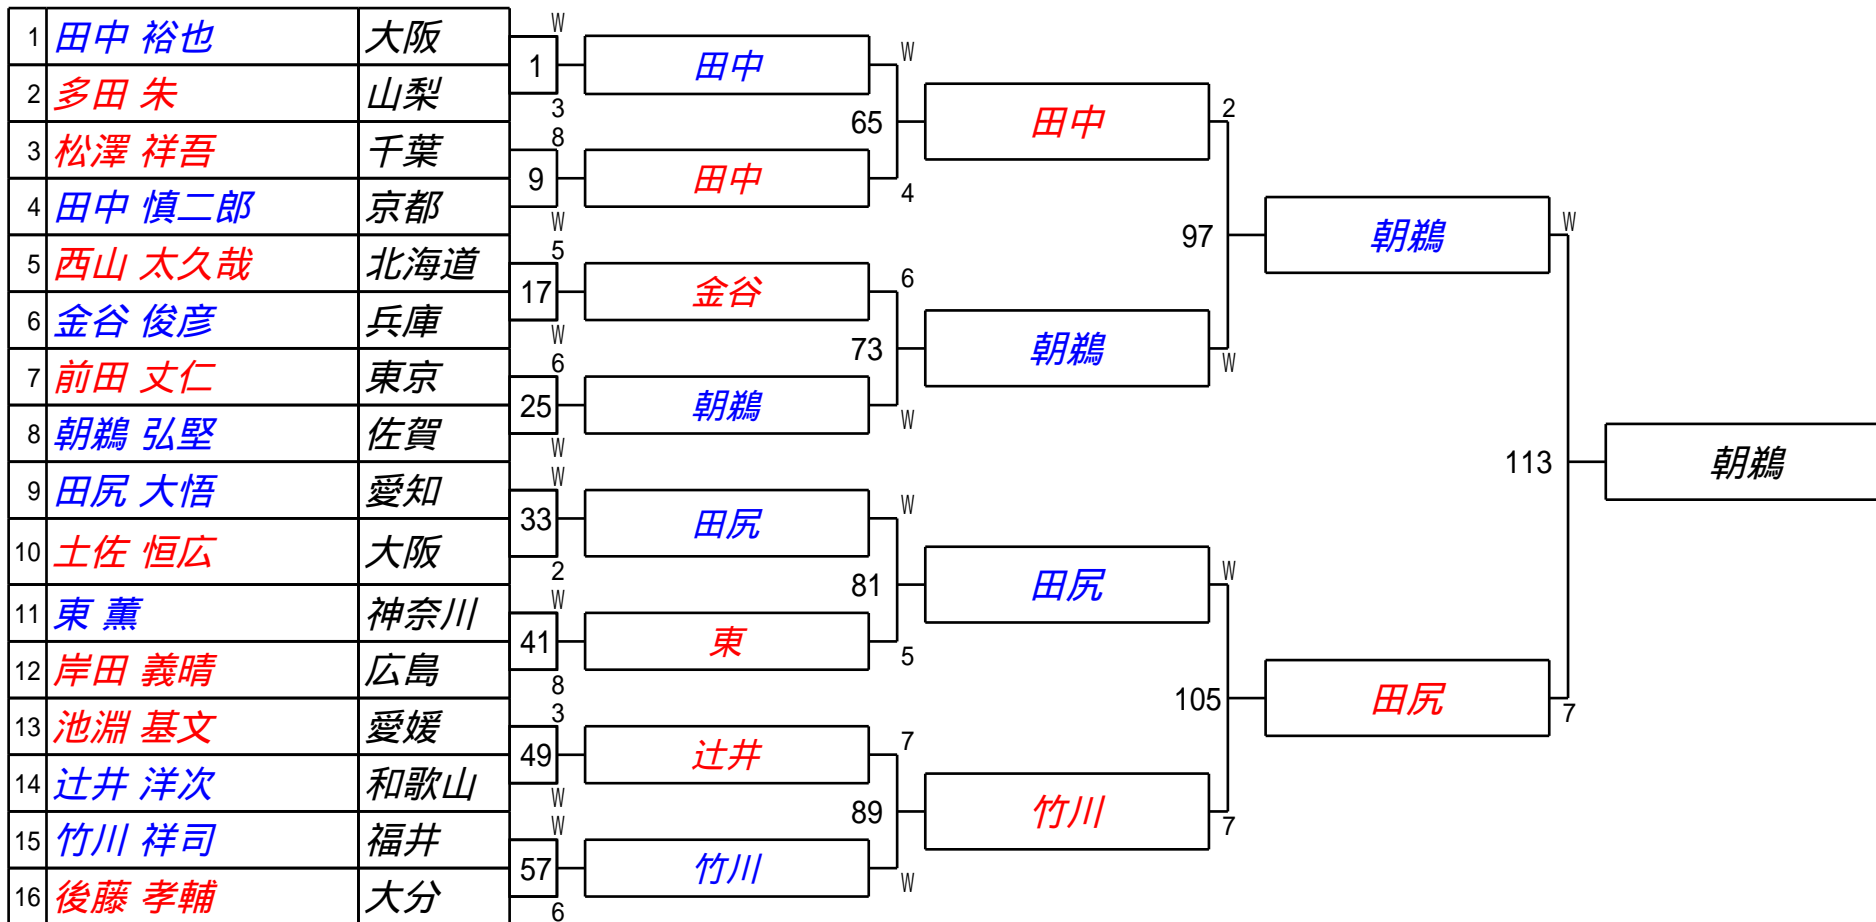 1 田中 裕也 大阪
2 多田 朱 山梨
3 松澤 祥吾 千葉
4 田中 慎二郎 京都
5 西山 太久哉 北海道
6 金谷 俊彦 兵庫
7 前田 丈仁 東京
8 朝鵜 弘堅 佐賀
9 田尻 大悟 愛知
10 土佐 恒広 大阪
11 東 薫 神奈川
12 岸田 義晴 広島
13 池淵 基文 愛媛
14 辻井 洋次 和歌山
15 竹川 祥司 福井
16 後藤 孝輔 大分
W
1
3
8
9
W
5
17
W
6
25
W
W
33
2
W
41
8
3
49
W
W
57
6
田中
W
65
田中
4
金谷
6
73
朝鵜
W
田尻
W
81
東
5
辻井
7
89
竹川
W
田中
2
97
朝鵜
W
田尻
W
105
竹川
7
朝鵜
W
113
田尻
7
朝鵜